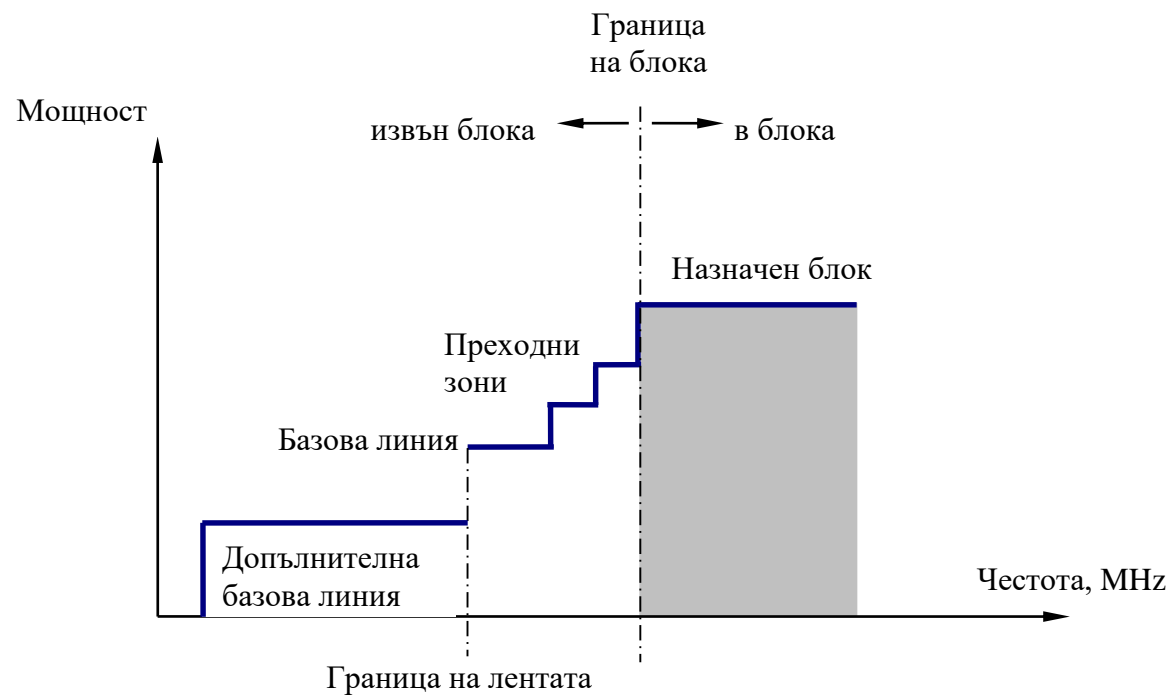 Граница
на блока
Мощност
извън блока
в блока
Назначен блок
Преходни
зони
Базова линия
Допълнителна
базова линия
Честота, MHz
Граница на лентата